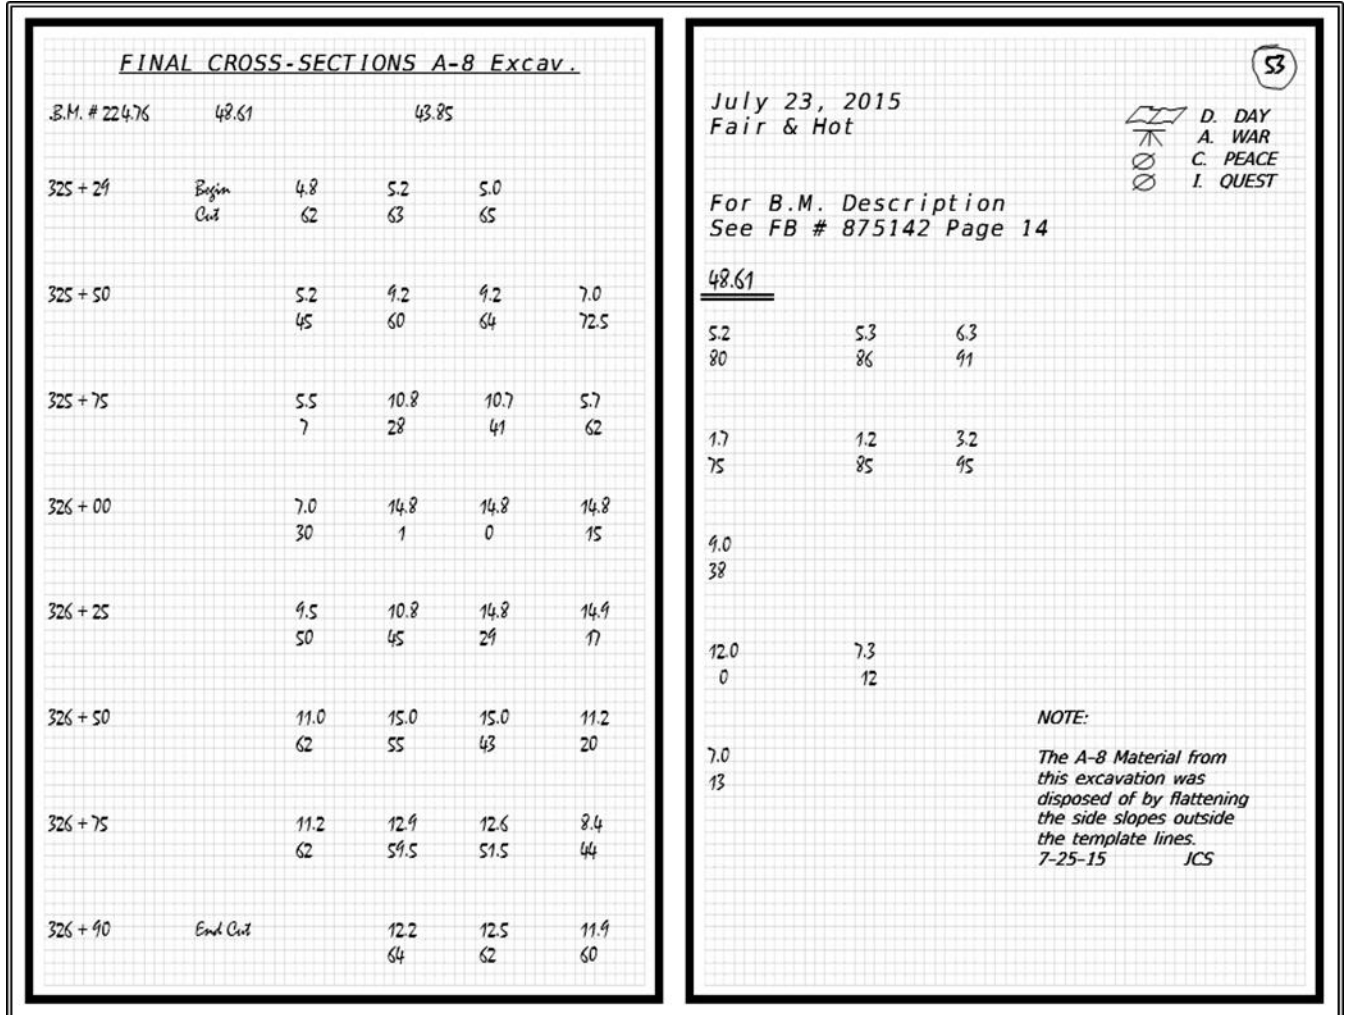 FINAL CROSS-SECTIONS A-8 Excav.
B.M. # 224.76 48.61 43.85
325 + 29 Begin 4.8 5.2 5.0
Cut 62 63 65
325 + 50 5.2 9.2 9.2 7.0
45 60 64 72.5
325 + 75 5.5 10.8 10.7 5.7
7 28 41 62
326 + 00 7.0 14.8 14.8 14.8
30 1 0 15
326 + 25 9.5 10.8 14.8 14.9
50 45 29 17
326 + 50 11.0 15.0 15.0 11.2
62 55 43 20
326 + 75 11.2 12.9 12.6 8.4
62 59.5 51.5 44
326 + 90 End Cut 12.2 12.5 11.9
64 62 60
53
July 23, 2015
Fair & Hot
D. DAY
A. WAR
C. PEACE
I. QUEST
For B.M. Description
See FB # 875142 Page 14
48.61
5.2 5.3 6.3
80 86 91
1.7 1.2 3.2
75 85 95
9.0
38
12.0 7.3
0 12
7.0
13
NOTE:
The A-8 Material from
this excavation was
disposed of by flattening
the side slopes outside
the template lines.
7-25-15 JCS